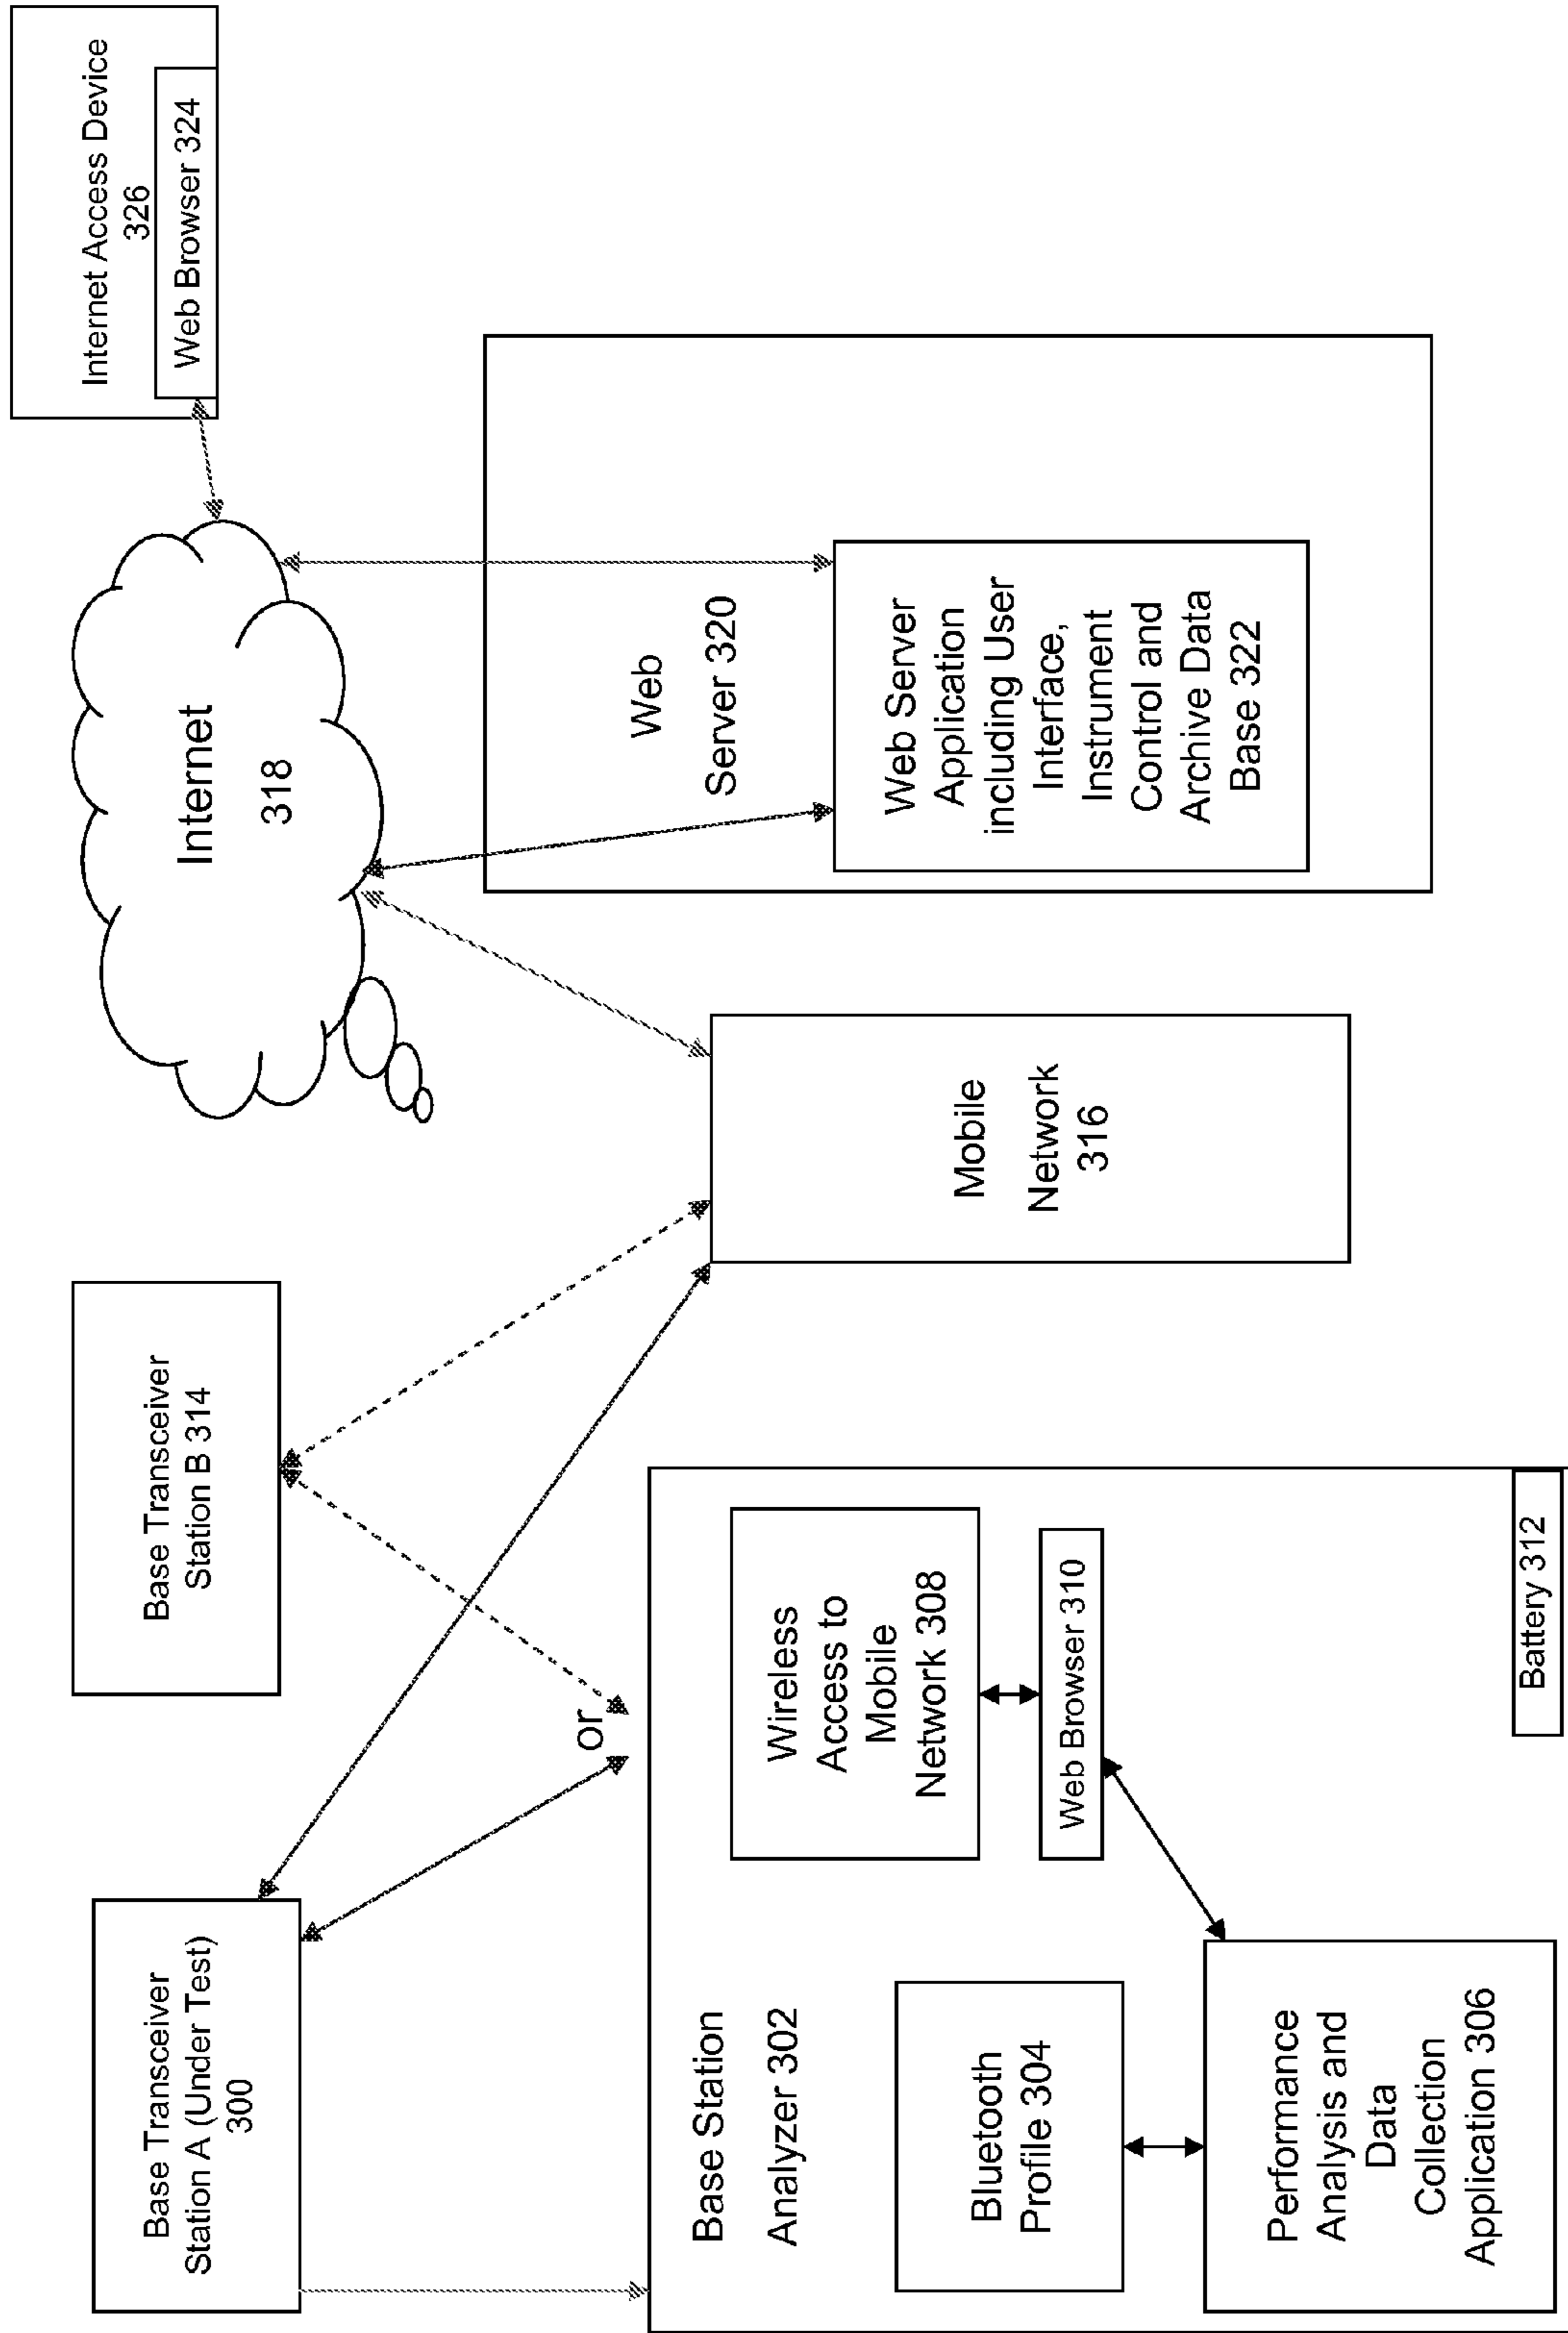 Base Transceiver
Station A (Under Test)
300
Base Transceiver
Station B 314
Internet
318
Internet Access Device
326
Web Browser 324
or
Base Station
Analyzer 302
Bluetooth
Profile 304
Performance
Analysis and
Data
Collection
Application 306
Wireless
Access to
Mobile
Network 308
Web Browser 310
Battery 312
Mobile
Network
316
Web
Server 320
Web Server
Application
including User
Interface,
Instrument
Control and
Archive Data
Base 322